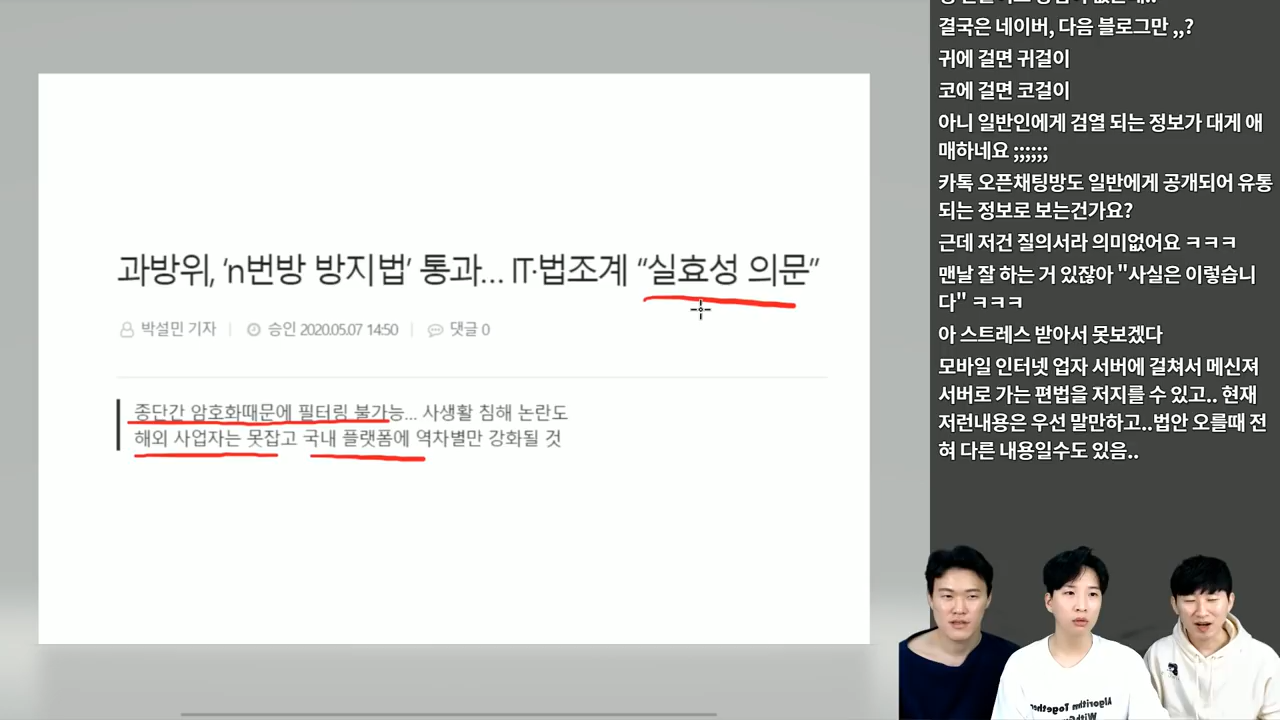 과방위, ‘n번방 방지법’ 통과... IT·법조계 “실효성 의문”
박설민 기자 | 승인 2020.05.07 14:50 | 댓글 0
종단간 암호화때문에 필터링 불가능... 사생활 침해 논란도
해외 사업자는 못잡고 국내 플랫폼에 역차별만 강화될 것
결국은 네이버, 다음 블로그만 ,,?
귀에 걸면 귀걸이
코에 걸면 코걸이
아니 일반인에게 검열 되는 정보가 대게 애
매하네요 ;;;;;;
카톡 오픈채팅방도 일반에게 공개되어 유통
되는 정보로 보는건가요?
근데 저건 질의서라 의미없어요 ㅋㅋㅋ
맨날 잘 하는 거 있잖아 "사실은 이렇습니
다" ㅋㅋㅋ
아 스트레스 받아서 못보겠다
모바일 인터넷 업자 서버에 걸쳐서 메신져
서버로 가는 편법을 저지를 수 있고.. 현재
저런내용은 우선 말만하고..법안 오를때 전
혀 다른 내용일수도 있음..
Algorithm Together